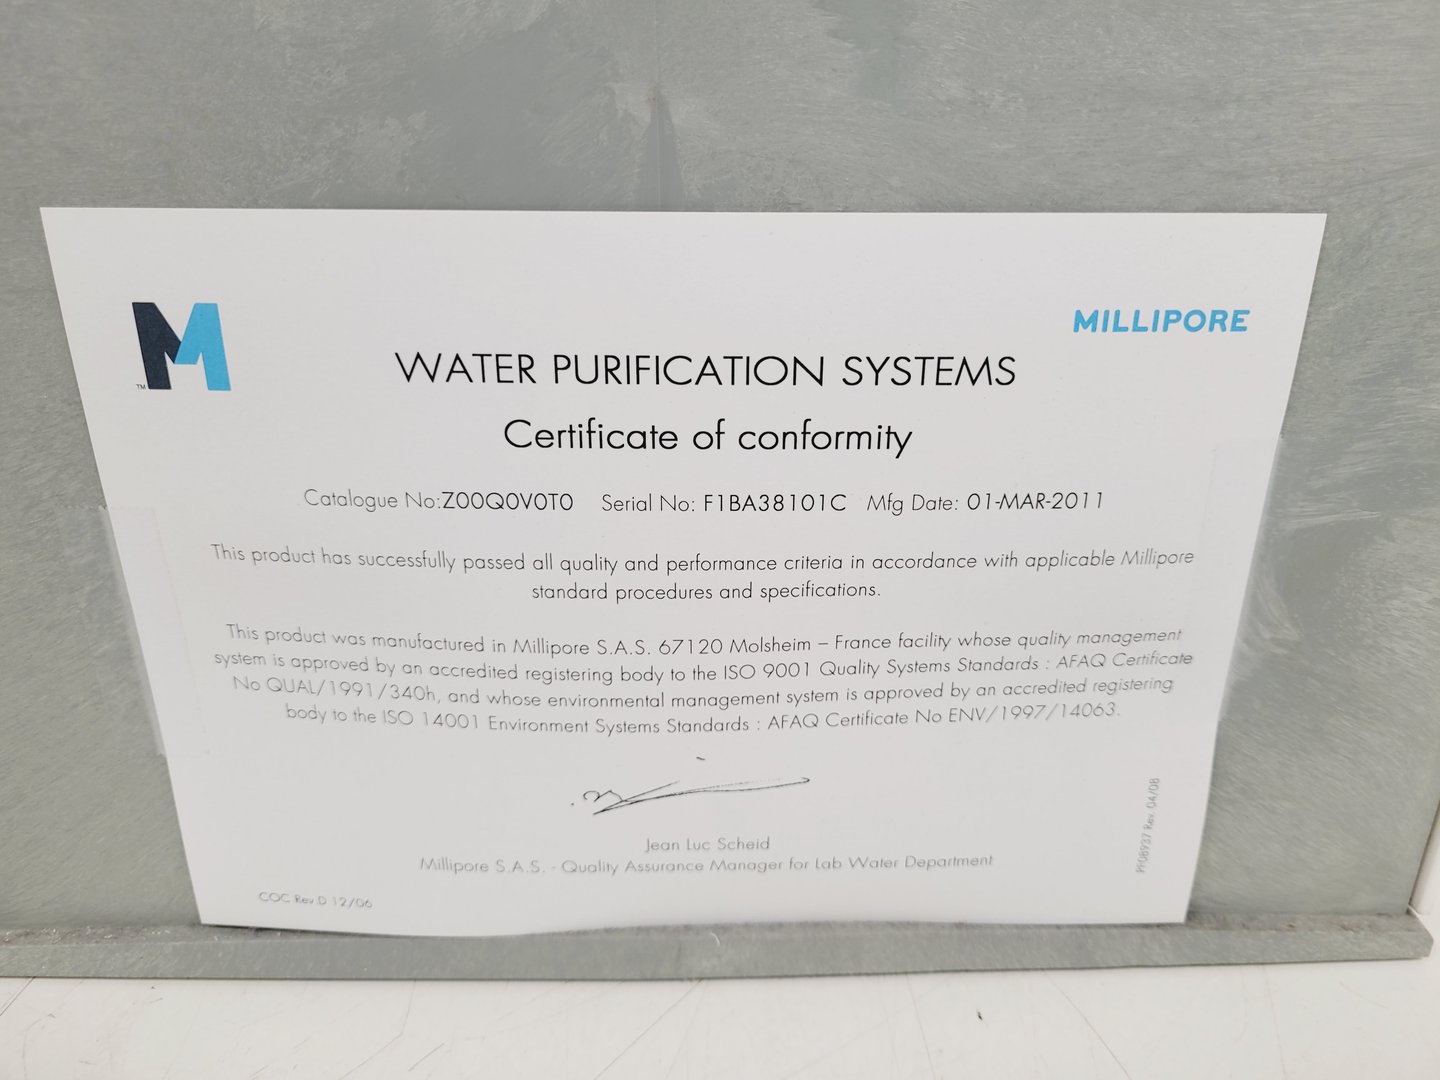 M
TM
MILLIPORE
WATER PURIFICATION SYSTEMS
Certificate of conformity
Catalogue No:Z00Q0V0T0 Serial No: F1BA38101C Mfg Date: 01-MAR-2011
This product has successfully passed all quality and performance criteria in accordance with applicable Millipore
standard procedures and specifications.
This product was manufactured in Millipore S.A.S. 67120 Molsheim – France facility whose quality management
system is approved by an accredited registering body to the ISO 9001 Quality Systems Standards : AFAQ Certificate
No QUAL/1991/340h, and whose environmental management system is approved by an accredited registering
body to the ISO 14001 Environment Systems Standards : AFAQ Certificate No ENV/1997/14063.
Jean Luc Scheid
Millipore S.A.S. - Quality Assurance Manager for Lab Water Department
COC Rev.D 12/06
PF08937 Rev. 04/08